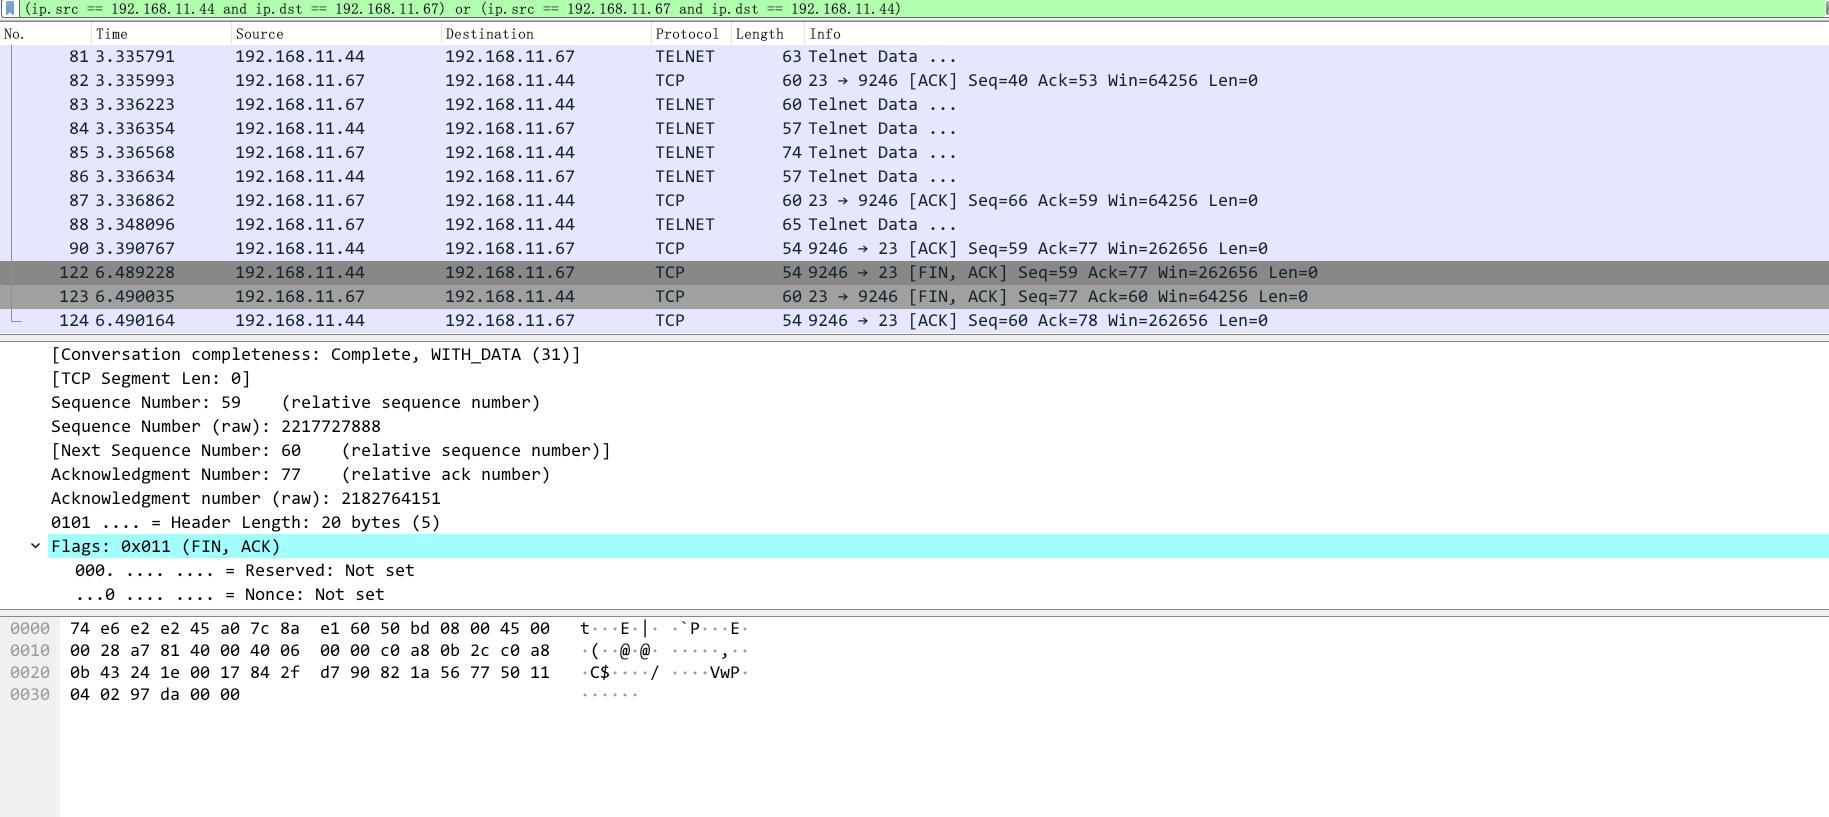 (ip.src == 192.168.11.44 and ip.dst == 192.168.11.67) or (ip.src == 192.168.11.67 and ip.dst == 192.168.11.44)
No. Time Source Destination Protocol Length Info
81 3.335791 192.168.11.44 192.168.11.67 TELNET 63 Telnet Data ...
82 3.335993 192.168.11.67 192.168.11.44 TCP 60 23 → 9246 [ACK] Seq=40 Ack=53 Win=64256 Len=0
83 3.336223 192.168.11.67 192.168.11.44 TELNET 60 Telnet Data ...
84 3.336354 192.168.11.44 192.168.11.67 TELNET 57 Telnet Data ...
85 3.336568 192.168.11.67 192.168.11.44 TELNET 74 Telnet Data ...
86 3.336634 192.168.11.44 192.168.11.67 TELNET 57 Telnet Data ...
87 3.336862 192.168.11.67 192.168.11.44 TCP 60 23 → 9246 [ACK] Seq=66 Ack=59 Win=64256 Len=0
88 3.348096 192.168.11.67 192.168.11.44 TELNET 65 Telnet Data ...
90 3.390767 192.168.11.44 192.168.11.67 TCP 54 9246 → 23 [ACK] Seq=59 Ack=77 Win=262656 Len=0
122 6.489228 192.168.11.44 192.168.11.67 TCP 54 9246 → 23 [FIN, ACK] Seq=59 Ack=77 Win=262656 Len=0
123 6.490035 192.168.11.67 192.168.11.44 TCP 60 23 → 9246 [FIN, ACK] Seq=77 Ack=60 Win=64256 Len=0
124 6.490164 192.168.11.44 192.168.11.67 TCP 54 9246 → 23 [ACK] Seq=60 Ack=78 Win=262656 Len=0
[Conversation completeness: Complete, WITH_DATA (31)]
[TCP Segment Len: 0]
Sequence Number: 59 (relative sequence number)
Sequence Number (raw): 2217727888
[Next Sequence Number: 60 (relative sequence number)]
Acknowledgment Number: 77 (relative ack number)
Acknowledgment number (raw): 2182764151
0101 .... = Header Length: 20 bytes (5)
Flags: 0x011 (FIN, ACK)
000. .... .... = Reserved: Not set
...0 .... .... = Nonce: Not set
0000 74 e6 e2 e2 45 a0 7c 8a e1 60 50 bd 08 00 45 00 t···E·|· ·`P···E·
0010 00 28 a7 81 40 00 40 06 00 00 c0 a8 0b 2c c0 a8 ·(··@·@· ·····,··
0020 0b 43 24 1e 00 17 84 2f d7 90 82 1a 56 77 50 11 ·C$····/ ····VwP·
0030 04 02 97 da 00 00 ······